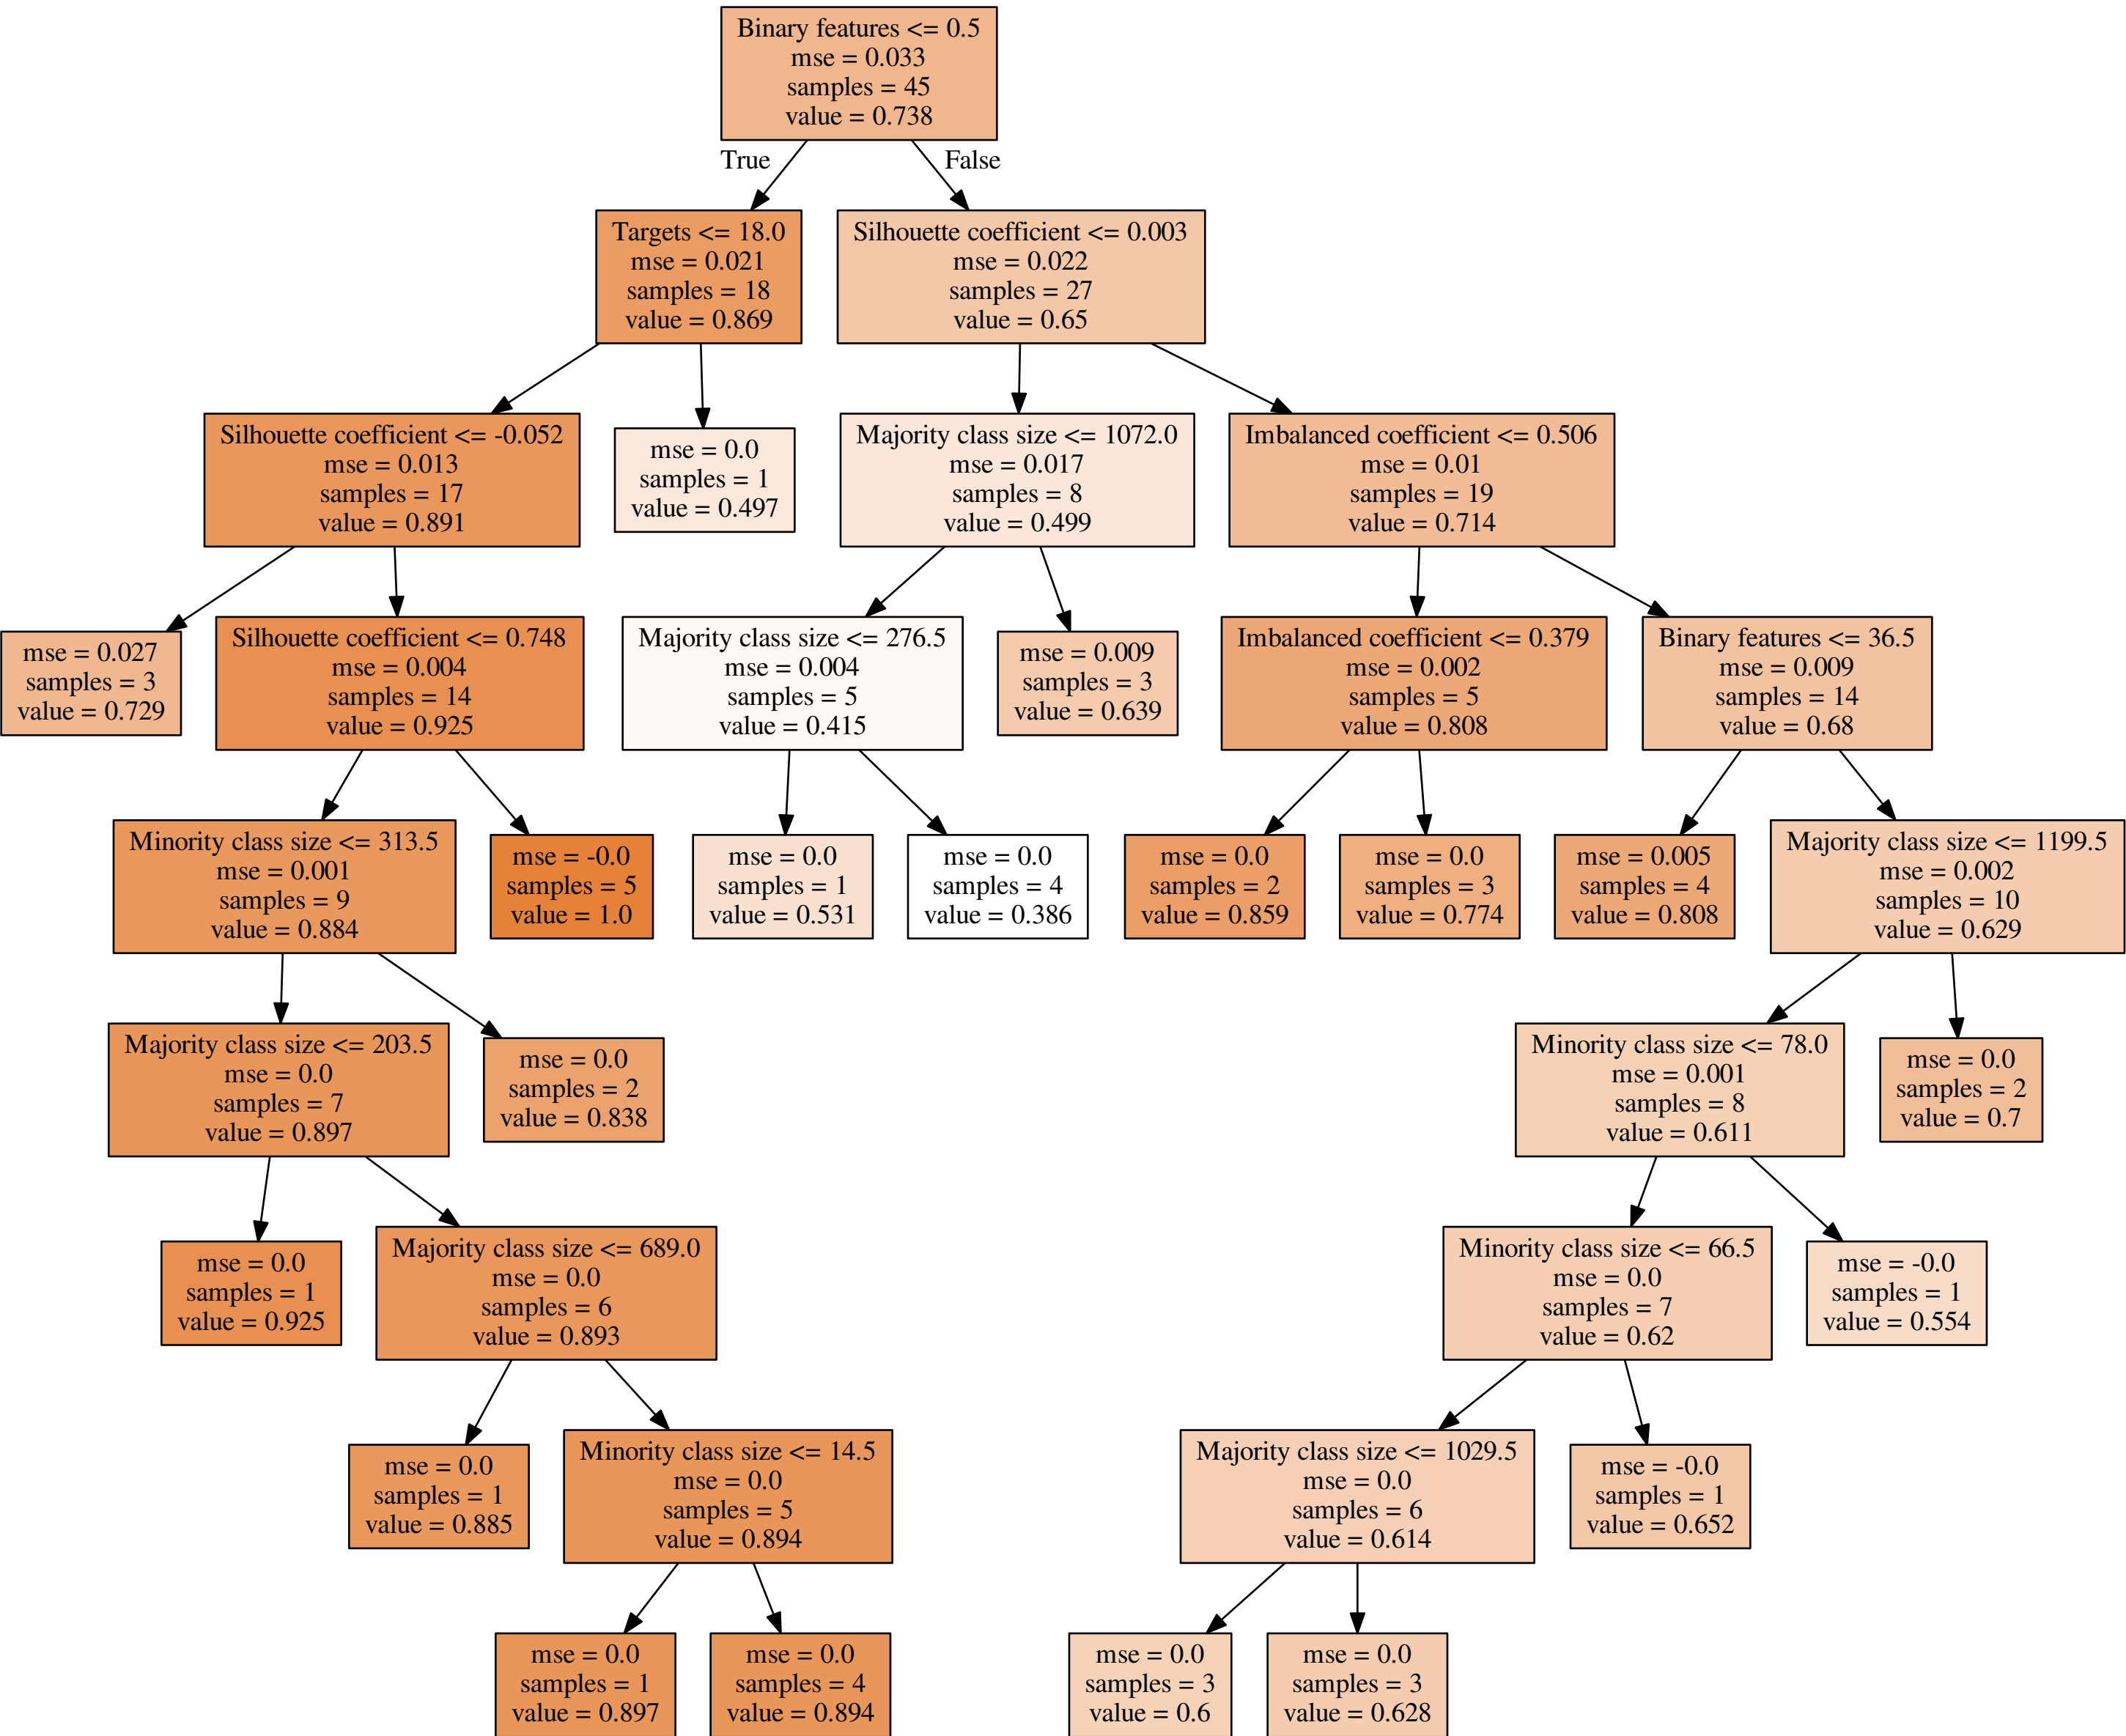 Binary features <= 0.5
mse = 0.033
samples = 45
value = 0.738
True
False
Targets <= 18.0
mse = 0.021
samples = 18
value = 0.869
Silhouette coefficient <= 0.003
mse = 0.022
samples = 27
value = 0.65
Silhouette coefficient <= -0.052
mse = 0.013
samples = 17
value = 0.891
mse = 0.0
samples = 1
value = 0.497
Majority class size <= 1072.0
mse = 0.017
samples = 8
value = 0.499
Imbalanced coefficient <= 0.506
mse = 0.01
samples = 19
value = 0.714
mse = 0.027
samples = 3
value = 0.729
Silhouette coefficient <= 0.748
mse = 0.004
samples = 14
value = 0.925
Majority class size <= 276.5
mse = 0.004
samples = 5
value = 0.415
mse = 0.009
samples = 3
value = 0.639
Imbalanced coefficient <= 0.379
mse = 0.002
samples = 5
value = 0.808
Binary features <= 36.5
mse = 0.009
samples = 14
value = 0.68
Minority class size <= 313.5
mse = 0.001
samples = 9
value = 0.884
mse = -0.0
samples = 5
value = 1.0
mse = 0.0
samples = 1
value = 0.531
mse = 0.0
samples = 4
value = 0.386
mse = 0.0
samples = 2
value = 0.859
mse = 0.0
samples = 3
value = 0.774
mse = 0.005
samples = 4
value = 0.808
Majority class size <= 1199.5
mse = 0.002
samples = 10
value = 0.629
Majority class size <= 203.5
mse = 0.0
samples = 7
value = 0.897
mse = 0.0
samples = 2
value = 0.838
Minority class size <= 78.0
mse = 0.001
samples = 8
value = 0.611
mse = 0.0
samples = 2
value = 0.7
mse = 0.0
samples = 1
value = 0.925
Majority class size <= 689.0
mse = 0.0
samples = 6
value = 0.893
Minority class size <= 66.5
mse = 0.0
samples = 7
value = 0.62
mse = -0.0
samples = 1
value = 0.554
mse = 0.0
samples = 1
value = 0.885
Minority class size <= 14.5
mse = 0.0
samples = 5
value = 0.894
Majority class size <= 1029.5
mse = 0.0
samples = 6
value = 0.614
mse = -0.0
samples = 1
value = 0.652
mse = 0.0
samples = 1
value = 0.897
mse = 0.0
samples = 4
value = 0.894
mse = 0.0
samples = 3
value = 0.6
mse = 0.0
samples = 3
value = 0.628